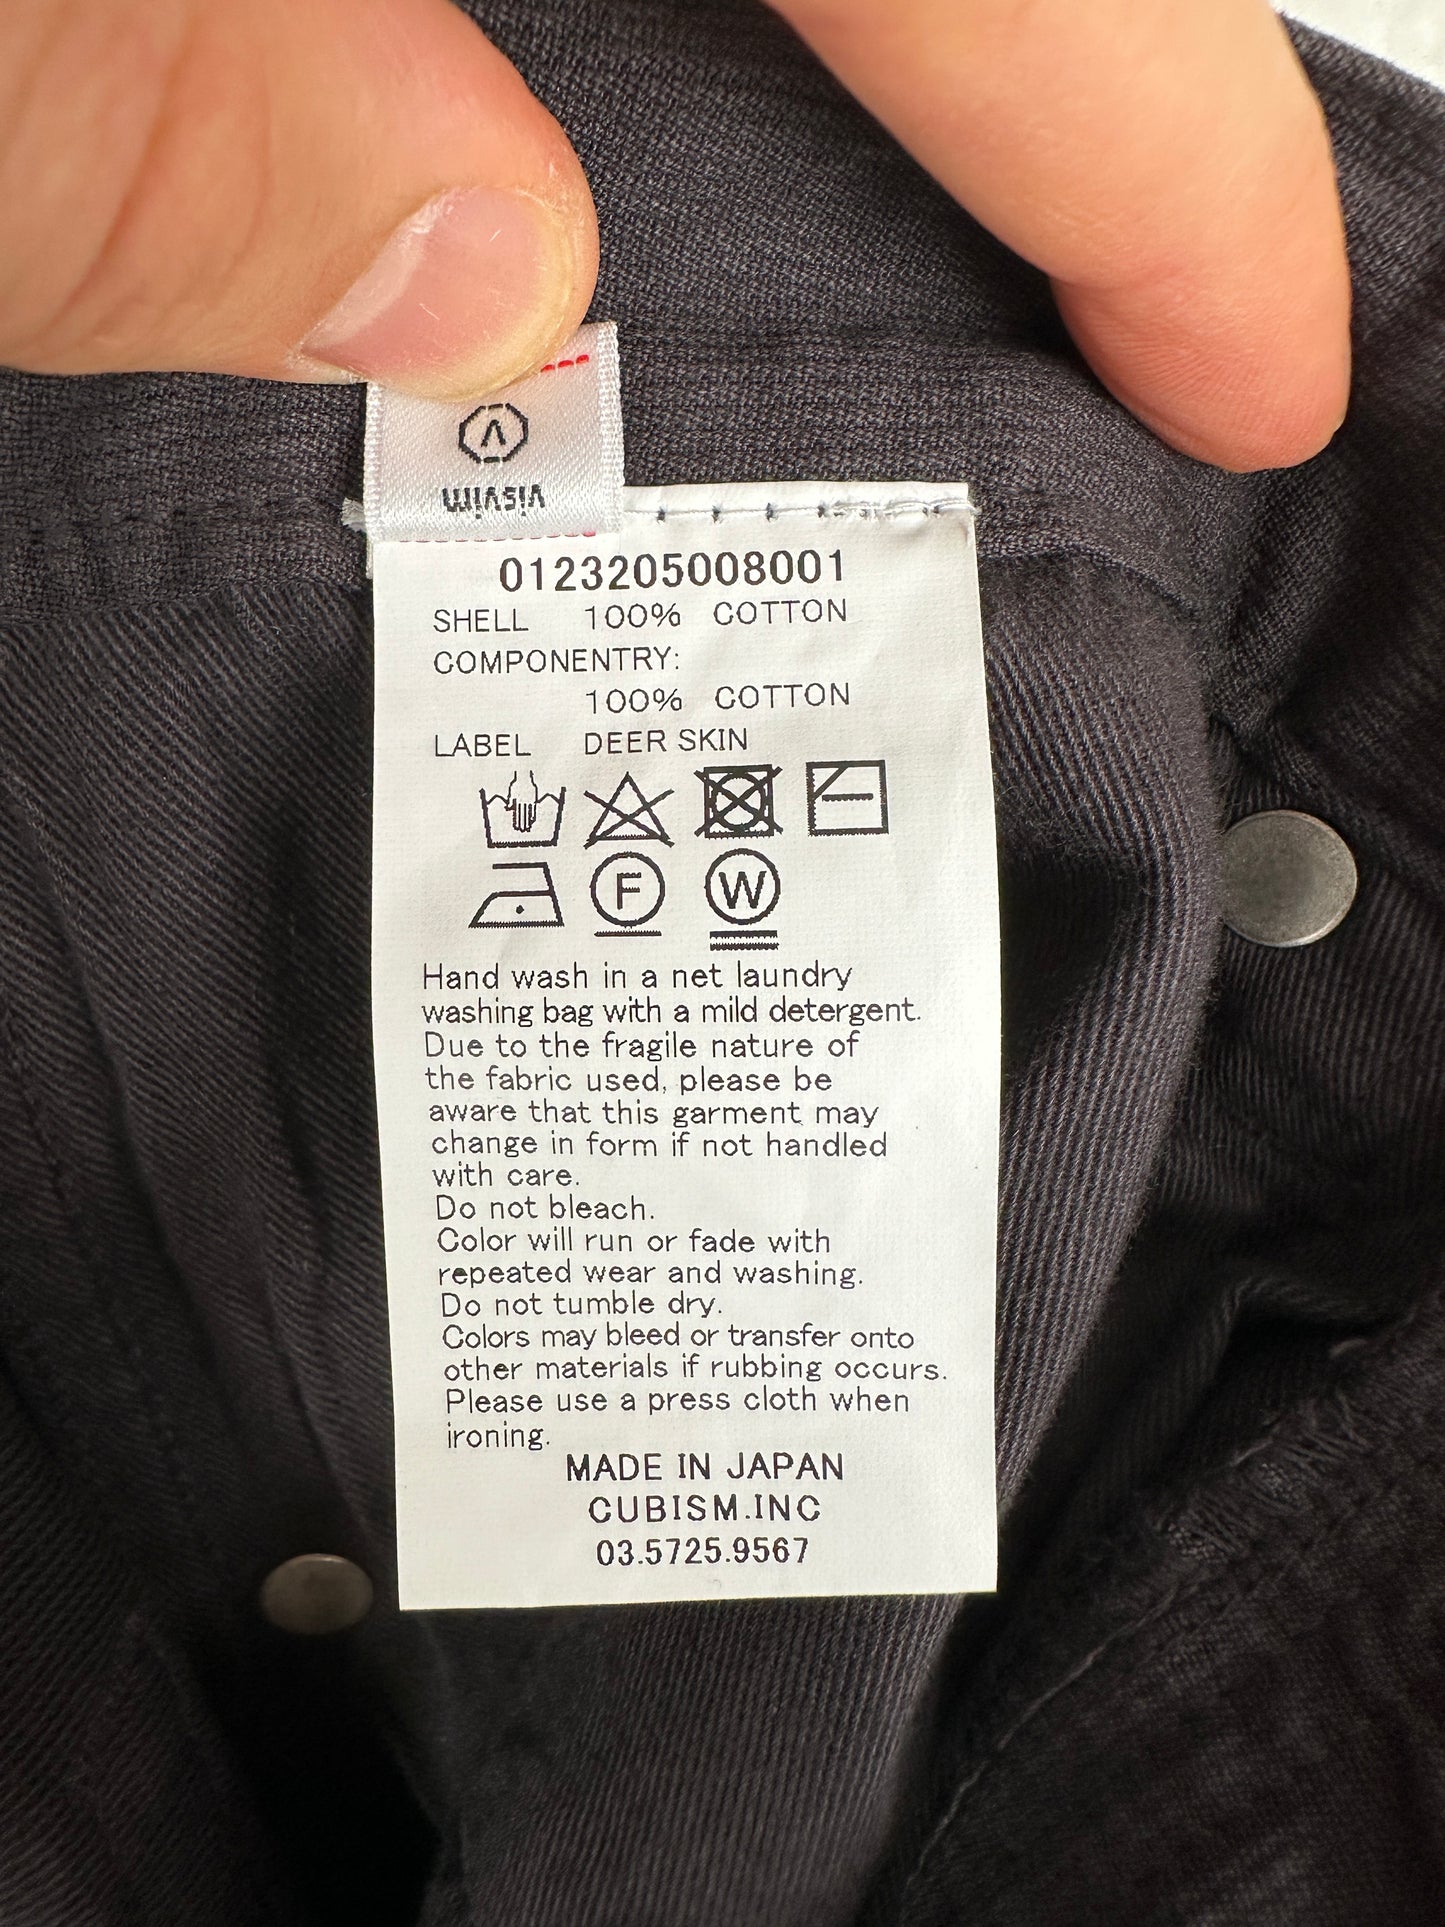 visvim
0123205008001
SHELL 100% COTTON
COMPONENTRY:
100% COTTON
LABEL DEER SKIN
F W
Hand wash in a net laundry
washing bag with a mild detergent.
Due to the fragile nature of
the fabric used, please be
aware that this garment may
change in form if not handled
with care.
Do not bleach.
Color will run or fade with
repeated wear and washing.
Do not tumble dry.
Colors may bleed or transfer onto
other materials if rubbing occurs.
Please use a press cloth when
ironing.
MADE IN JAPAN
CUBISM.INC
03.5725.9567